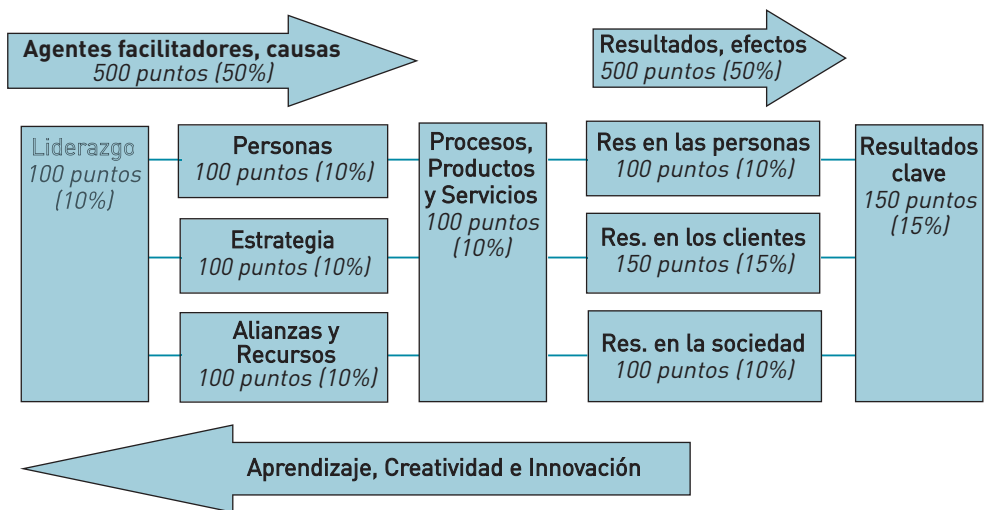 Agentes facilitadores, causas
500 puntos (50%)
Resultados, efectos
500 puntos (50%)
Liderazgo
100 puntos
(10%)
Personas
100 puntos (10%)
Estrategia
100 puntos (10%)
Alianzas y
Recursos
100 puntos (10%)
Procesos,
Productos
y Servicios
100 puntos
(10%)
Res en las personas
100 puntos (10%)
Res. en los clientes
150 puntos (15%)
Res. en la sociedad
100 puntos (10%)
Resultados
clave
150 puntos
(15%)
Aprendizaje, Creatividad e Innovación